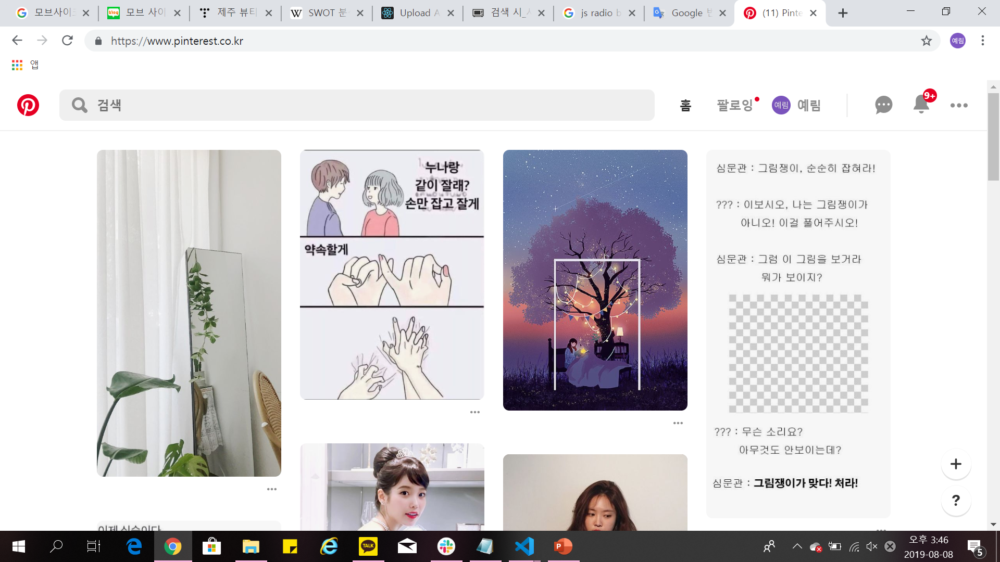 모브사이크
모브 사이
제주 뷰티
SWOT 분
Upload A
검색 시_
js radio b
Google 번
(11) Pinte
https://www.pinterest.co.kr
예림
앱
검색
홈
팔로잉
예림
예림
9+
누나랑
같이 잘래?
손만 잡고 잘게
약속할게
심문관 : 그림쟁이, 순순히 잡혀라!
??? : 이보시오, 나는 그림쟁이가
아니오! 이걸 풀어주시오!
심문관 : 그럼 이 그림을 보거라
뭐가 보이지?
??? : 무슨 소리요?
아무것도 안보이는데?
심문관 : 그림쟁이가 맞다! 쳐라!
?
TALK
오후 3:46
2019-08-08
5